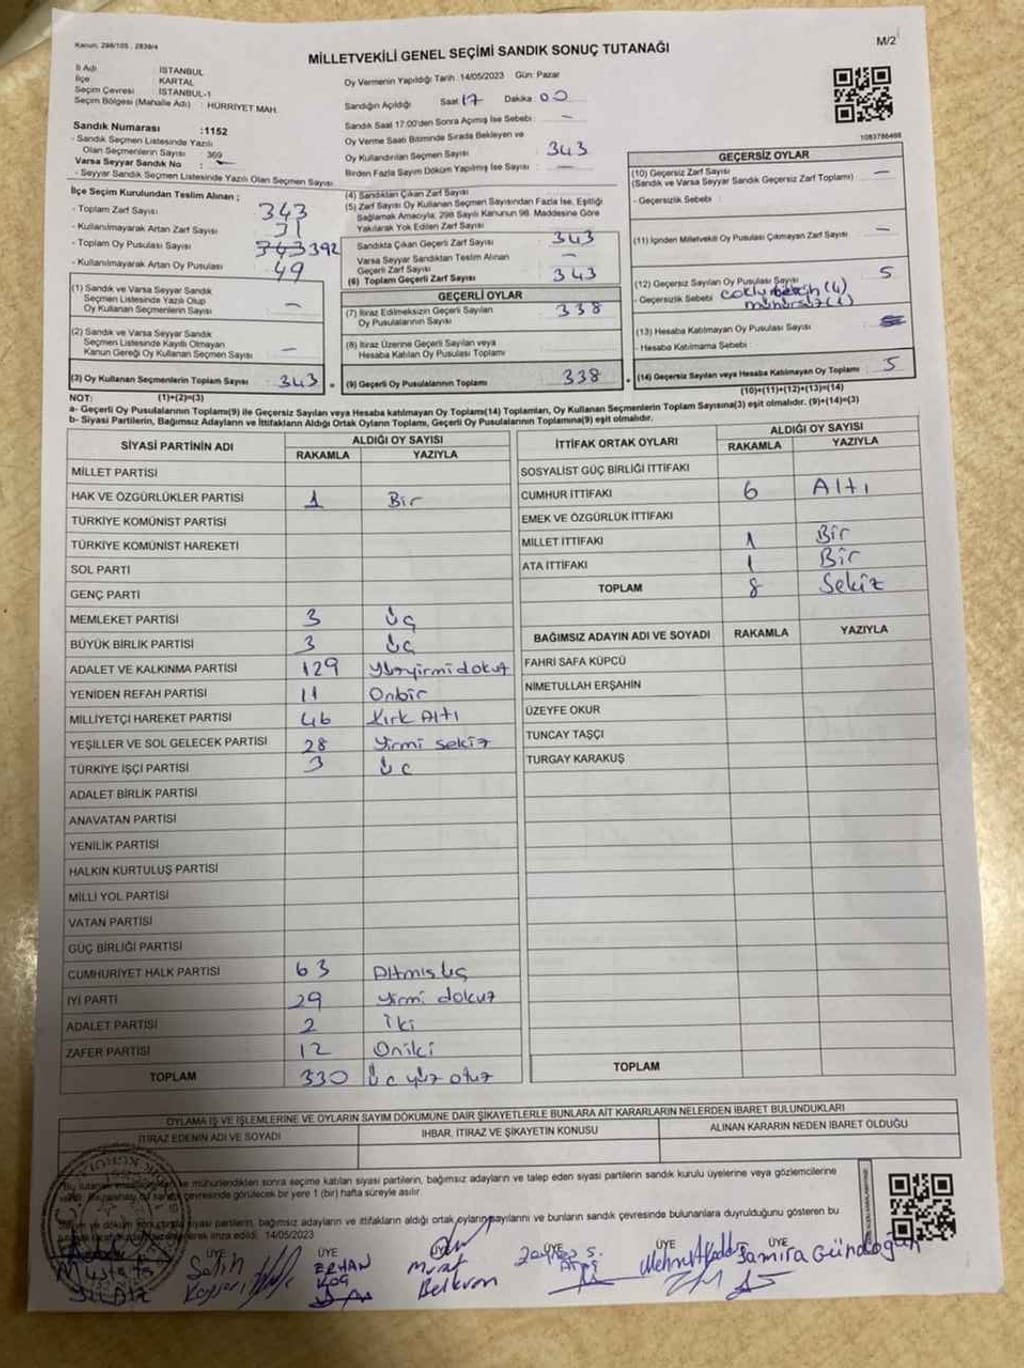 Kanun: 298/105 , 2839/4
MİLLETVEKİLİ GENEL SEÇİMİ SANDIK SONUÇ TUTANAĞI
M/2
İl Adı : İSTANBUL
İlçe : KARTAL
Seçim Çevresi : İSTANBUL-1
Seçim Bölgesi (Mahalle Adı) : HÜRRİYET MAH.
Oy Vermenin Yapıldığı Tarih :14/05/2023 Gün: Pazar
Sandığın Açıldığı Saat 17 Dakika: 00
Sandık Saat 17:00'den Sonra Açılmış İse Sebebi : —
Oy Verme Saati Bitiminde Sırada Bekleyen ve
Oy Kullandırılan Seçmen Sayısı 343
Birden Fazla Sayım Döküm Yapılmış İse Sayısı : —
1083786466
Sandık Numarası :1152
- Sandık Seçmen Listesinde Yazılı
Olan Seçmenlerin Sayısı : 369
Varsa Seyyar Sandık No : —
- Seyyar Sandık Seçmen Listesinde Yazılı Olan Seçmen Sayısı
İlçe Seçim Kurulundan Teslim Alınan ;
- Toplam Zarf Sayısı 343
- Kullanılmayarak Artan Zarf Sayısı 31
- Toplam Oy Pusulası Sayısı 343 392
- Kullanılmayarak Artan Oy Pusulası 49
(1) Sandık ve Varsa Seyyar Sandık
Seçmen Listesinde Yazılı Olup
Oy Kullanan Seçmenlerin Sayısı : —
(2) Sandık ve Varsa Seyyar Sandık
Seçmen Listesinde Kayıtlı Olmayan
Kanun Gereği Oy Kullanan Seçmen Sayısı —
(3) Oy Kullanan Seçmenlerin Toplam Sayısı : 343
(1)+(2)=(3)
(4) Sandıktan Çıkan Zarf Sayısı
(5) Zarf Sayısı Oy Kullanan Seçmen Sayısından Fazla İse, Eşitliği
Sağlamak Amacıyla, 298 Sayılı Kanunun 98. Maddesine Göre
Yakılarak Yok Edilen Zarf Sayısı :
Sandıkta Çıkan Geçerli Zarf Sayısı 343
Varsa Seyyar Sandıktan Teslim Alınan
Geçerli Zarf Sayısı —
(6) Toplam Geçerli Zarf Sayısı : 343
GEÇERLİ OYLAR
(7) İtiraz Edilmeksizin Geçerli Sayılan
Oy Pusulalarının Sayısı : 338
(8) İtiraz Üzerine Geçerli Sayılan veya
Hesaba Katılan Oy Pusulası Toplamı :
(9) Geçerli Oy Pusulalarının Toplamı : 338
GEÇERSİZ OYLAR
(10) Geçersiz Zarf Sayısı
(Sandık ve Varsa Seyyar Sandık Geçersiz Zarf Toplamı) : —
- Geçersizlik Sebebi :
(11) İçinden Milletvekili Oy Pusulası Çıkmayan Zarf Sayısı : —
(12) Geçersiz Sayılan Oy Pusulası Sayısı : 5
- Geçersizlik Sebebi (4)
mühürsüz (1)
(13) Hesaba Katılmayan Oy Pusulası Sayısı :
- Hesaba Katılmama Sebebi :
(14) Geçersiz Sayılan veya Hesaba Katılmayan Oy Toplamı : 5
(10)+(11)+(12)+(13)=(14)
NOT:
a- Geçerli Oy Pusulalarının Toplamı(9) ile Geçersiz Sayılan veya Hesaba katılmayan Oy Toplam(14) Toplamları, Oy Kullanan Seçmenlerin Toplam Sayısına(3) eşit olmalıdır. (9)+(14)=(3)
b- Siyasi Partilerin, Bağımsız Adayların ve İttifakların Aldığı Ortak Oyların Toplamı, Geçerli Oy Pusulalarının Toplamına(9) eşit olmalıdır.
SİYASİ PARTİNİN ADI ALDIĞI OY SAYISI
RAKAMLA YAZIYLA
MİLLET PARTİSİ
HAK VE ÖZGÜRLÜKLER PARTİSİ 1 Bir
TÜRKİYE KOMÜNİST PARTİSİ
TÜRKİYE KOMÜNİST HAREKETİ
SOL PARTİ
GENÇ PARTİ
MEMLEKET PARTİSİ 3 üç
BÜYÜK BİRLİK PARTİSİ 3 üç
ADALET VE KALKINMA PARTİSİ 129 Yüzyirmi dokuz
YENİDEN REFAH PARTİSİ 11 Onbir
MİLLİYETÇİ HAREKET PARTİSİ 46 Kırk Altı
YEŞİLLER VE SOL GELECEK PARTİSİ 28 Yirmi sekiz
TÜRKİYE İŞÇİ PARTİSİ 3 üç
ADALET BİRLİK PARTİSİ
ANAVATAN PARTİSİ
YENİLİK PARTİSİ
HALKIN KURTULUŞ PARTİSİ
MİLLİ YOL PARTİSİ
VATAN PARTİSİ
GÜÇ BİRLİĞİ PARTİSİ
CUMHURİYET HALK PARTİSİ 63 Altmış üç
İYİ PARTİ 29 Yirmi dokuz
ADALET PARTİSİ 2 İki
ZAFER PARTİSİ 12 Oniki
TOPLAM 330 üç yüz otuz
İTTİFAK ORTAK OYLARI ALDIĞI OY SAYISI
RAKAMLA YAZIYLA
SOSYALİST GÜÇ BİRLİĞİ İTTİFAKI
CUMHUR İTTİFAKI 6 Altı
EMEK VE ÖZGÜRLÜK İTTİFAKI
MİLLET İTTİFAKI 1 Bir
ATA İTTİFAKI 1 Bir
TOPLAM 8 Sekiz
BAĞIMSIZ ADAYIN ADI VE SOYADI RAKAMLA YAZIYLA
FAHRİ SAFA KÜPCÜ
NİMETULLAH ERŞAHİN
ÜZEYFE OKUR
TUNCAY TAŞÇI
TURGAY KARAKUŞ
TOPLAM
OYLAMA İŞ VE İŞLEMLERİNE VE OYLARIN SAYIM DÖKÜMÜNE DAİR ŞİKAYETLERLE BUNLARA AİT KARARLARIN NELERDEN İBARET BULUNDUKLARI
İTİRAZ EDENİN ADI VE SOYADI İHBAR, İTİRAZ VE ŞİKAYETİN KONUSU ALINAN KARARIN NEDEN İBARET OLDUĞU
Bu tutanak ve mühürlendikten sonra seçime katılan siyasi partilerin, bağımsız adayların ve talep eden siyasi partilerin sandık kurulu üyelerine veya gözlemcilerine
çevresinde görülecek bir yere 1 (bir) hafta süreyle asılır.
Sayım ve döküm sonucunda siyasi partilerin, bağımsız adayların ve ittifakların aldığı ortak oyların sayılarını ve bunların sandık çevresinde bulunanlara duyrulduğunu gösteren bu
imza edildi. 14/05/2023
ÜYE ÜYE ÜYE ÜYE ÜYE
Mustafa Salih ERHAN Murat Mehmet Samira Gündoğan
YILDIZ KOÇ